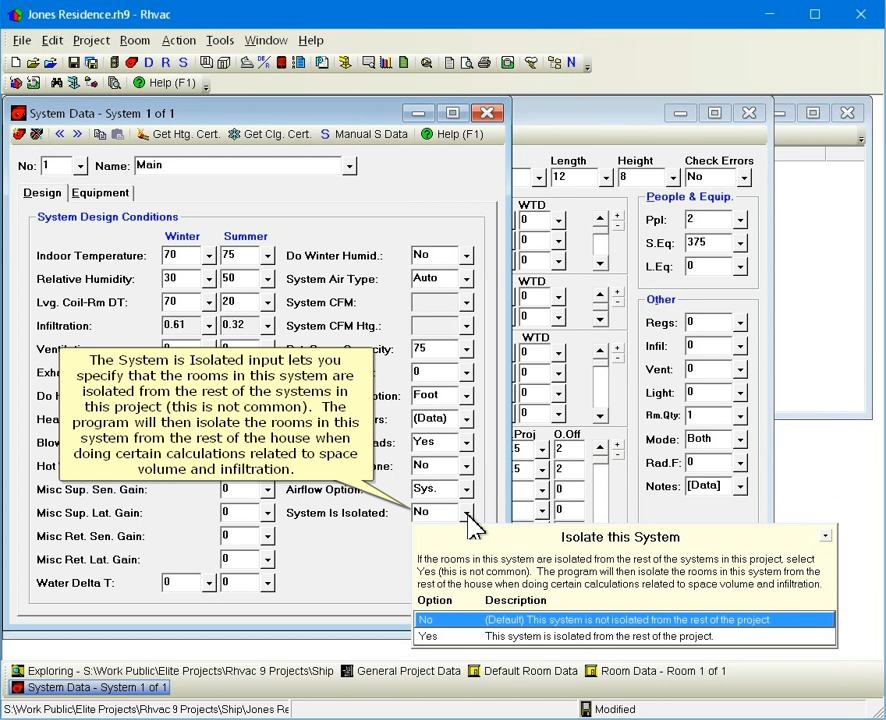 Jones Residence.rh9 - Rhvac
File Edit Project Room Action Tools Window Help
D R S N
Help (F1)
System Data - System 1 of 1
Get Htg. Cert. Get Clg. Cert. S Manual S Data Help (F1)
No: 1 Name: Main
Design Equipment
System Design Conditions
Winter Summer
Indoor Temperature: 70 75 Do Winter Humid.: No
Relative Humidity: 30 50 System Air Type: Auto
Lvg. Coil-Rm DT: 70 20 System CFM:
Infiltration: 0.61 0.32 System CFM Htg.:
75
0
Foot
(Data)
Yes
No
The System is Isolated input lets you
specify that the rooms in this system are
isolated from the rest of the systems in
this project (this is not common). The
program will then isolate the rooms in this
system from the rest of the house when
doing certain calculations related to space
volume and infiltration.
Misc Sup. Sen. Gain: 0 Airflow Option: Sys.
Misc Sup. Lat. Gain: 0 System Is Isolated: No
Misc Ret. Sen. Gain: 0
Misc Ret. Lat. Gain: 0
Water Delta T: 0 0
Length Height Check Errors
12 8 No
WTD
0
0
0
WTD
0
0
0
WTD
0
0
0
0
.Proj O.Off
5 2
5 2
0
0
People & Equip.
Ppl: 2
S.Eq: 375
L.Eq: 0
Other
Regs: 0
Infil: 0
Vent: 0
Light: 0
Rm.Qty: 1
Mode: Both
Rad.F: 0
Notes: [Data]
Isolate this System
If the rooms in this system are isolated from the rest of the systems in this project, select
Yes (this is not common). The program will then isolate the rooms in this system from the
rest of the house when doing certain calculations related to space volume and infiltration.
Option Description
No (Default) This system is not isolated from the rest of the project.
Yes This system is isolated from the rest of the project.
Exploring - S:\Work Public\Elite Projects\Rhvac 9 Projects\Ship General Project Data Default Room Data Room Data - Room 1 of 1
System Data - System 1 of 1
S:\Work Public\Elite Projects\Rhvac 9 Projects\Ship\Jones Re Modified